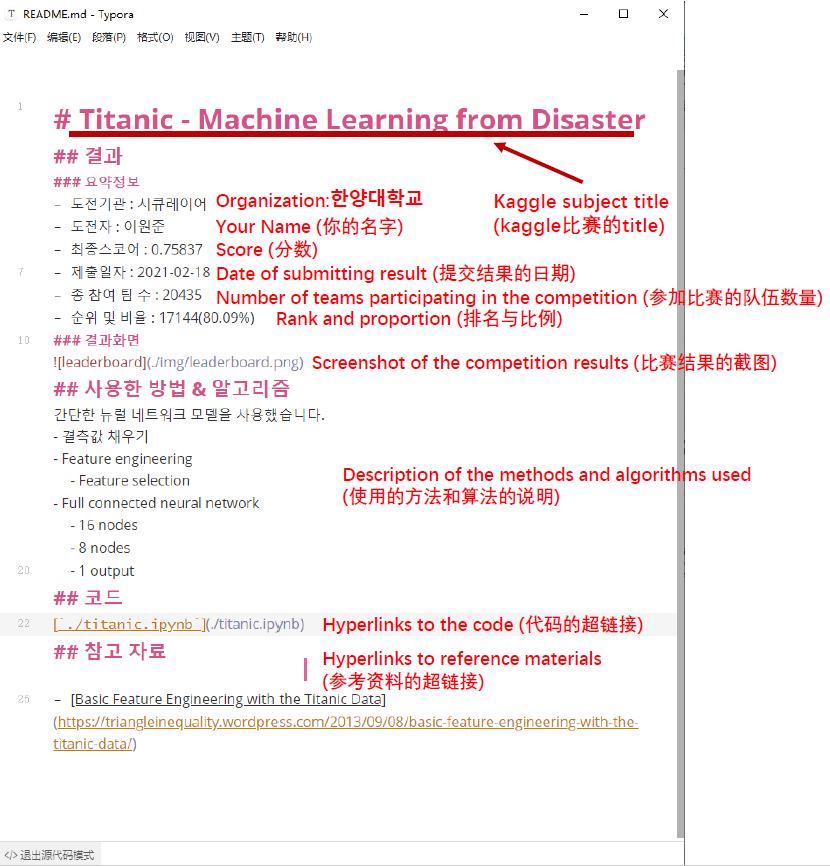 README.md - Typora
文件(F) 编辑(E) 段落(P) 格式(O) 视图(V) 主题(T) 帮助(H)
1 # Titanic - Machine Learning from Disaster
## 결과
### 요약정보
Kaggle subject title
(kaggle比赛的title)
- 도전기관 : 시큐레이어 Organization:한양대학교
- 도전자 : 이원준 Your Name (你的名字)
- 최종스코어 : 0.75837 Score (分数)
7 - 제출일자 : 2021-02-18 Date of submitting result (提交结果的日期)
- 총 참여 팀 수 : 20435 Number of teams participating in the competition (参加比赛的队伍数量)
- 순위 및 비율 : 17144(80.09%) Rank and proportion (排名与比例)
10 ### 결과화면
![leaderboard](./img/leaderboard.png) Screenshot of the competition results (比赛结果的截图)
## 사용한 방법 & 알고리즘
간단한 뉴럴 네트워크 모델을 사용했습니다.
- 결측값 채우기
- Feature engineering
- Feature selection
Description of the methods and algorithms used
(使用的方法和算法的说明)
- Full connected neural network
- 16 nodes
- 8 nodes
20 - 1 output
## 코드
22 [`./titanic.ipynb`](./titanic.ipynb) Hyperlinks to the code (代码的超链接)
## 참고 자료
Hyperlinks to reference materials
(参考资料的超链接)
25 - [Basic Feature Engineering with the Titanic Data]
(https://triangleinequality.wordpress.com/2013/09/08/basic-feature-engineering-with-the-
titanic-data/)
</> 退出源代码模式